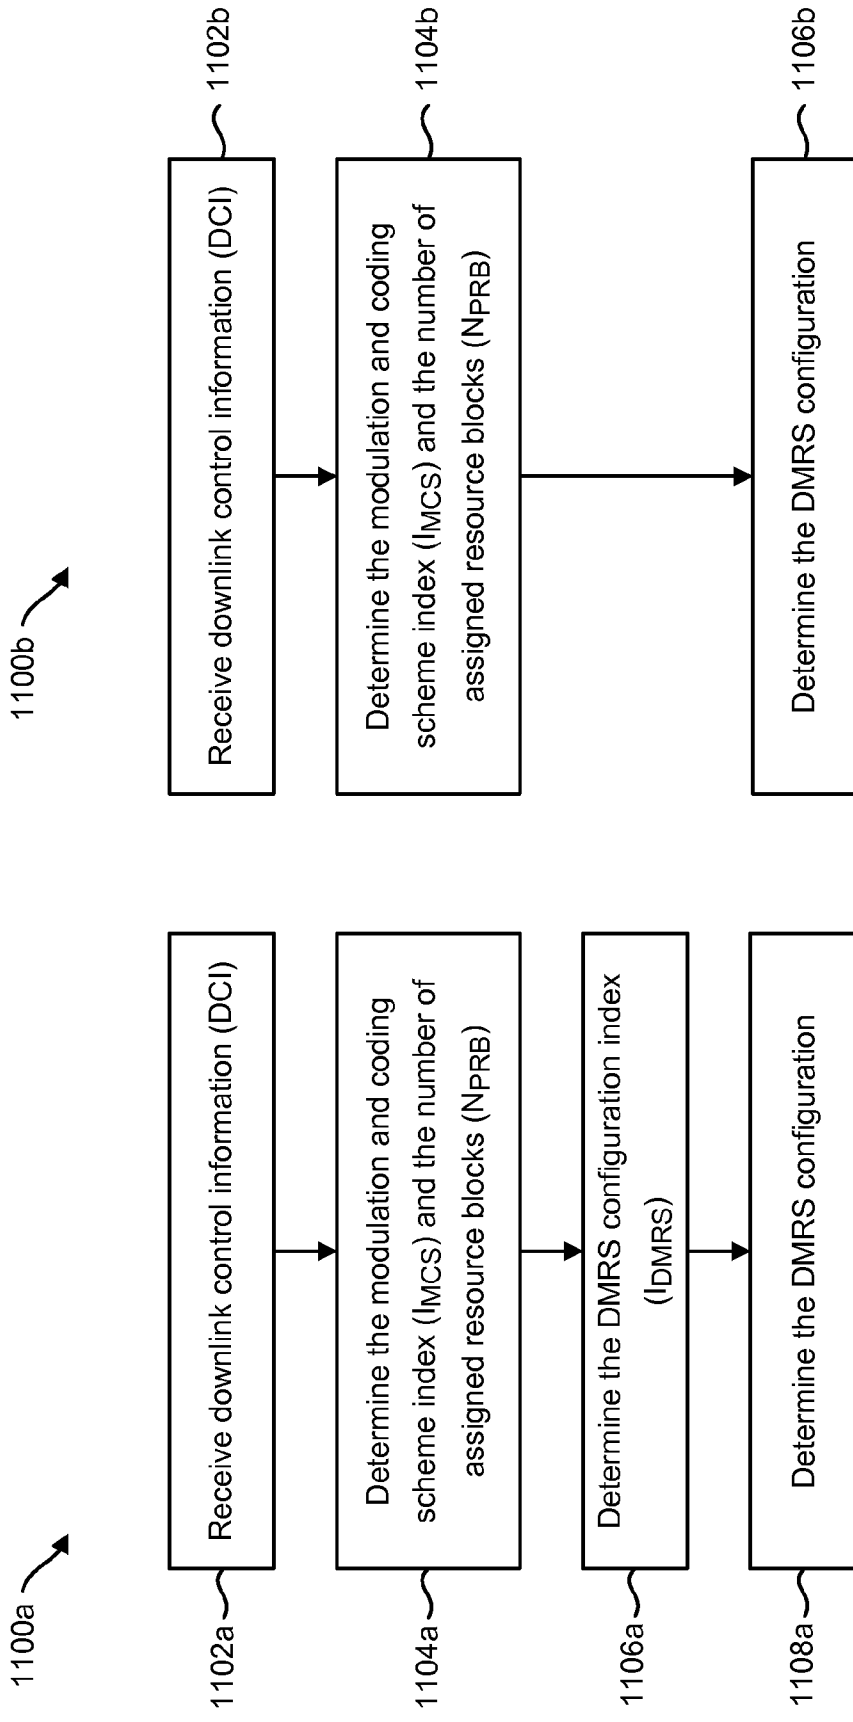 1100a
1102a
Receive downlink control information (DCI)
1104a
Determine the modulation and coding
scheme index (IMCS) and the number of
assigned resource blocks (NPRB)
1106a
Determine the DMRS configuration index
(IDMRS)
1108a
Determine the DMRS configuration
1100b
Receive downlink control information (DCI)
1102b
Determine the modulation and coding
scheme index (IMCS) and the number of
assigned resource blocks (NPRB)
1104b
Determine the DMRS configuration
1106b